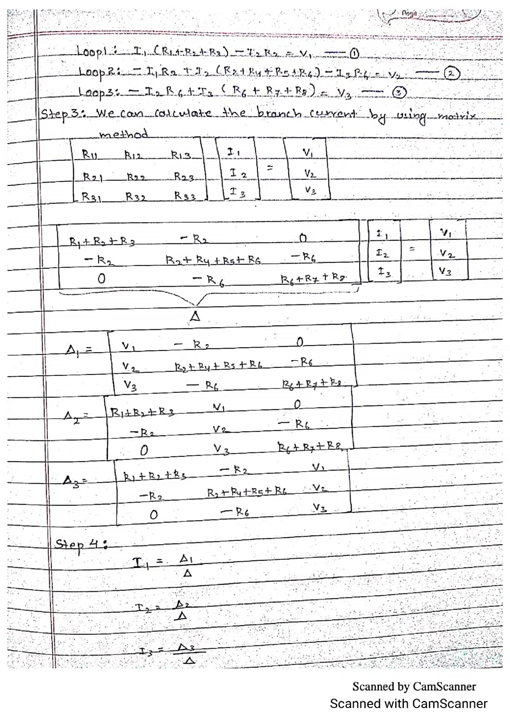 Page
Loop1: I1 (R1+R2+R3) - I2R2 = V1 — ①
Loop2: - I1R2 + I2 (R2+R4+R5+R6) - I3R6 = V2 — ②
Loop3: - I2R6 + I3 (R6 + R7 + R8) = V3 — ③
Step3: We can calculate the branch current by using matrix
method
R11 R12 R13 I1 V1
R21 R22 R23 I2 = V2
R31 R32 R33 I3 V3
R1+R2+R3 -R2 0 I1 V1
-R2 R2+R4+R5+R6 -R6 I2 = V2
0 -R6 R6+R7+R8 I3 V3
Δ
Δ1 = V1 -R2 0
V2 R2+R4+R5+R6 -R6
V3 -R6 R6+R7+R8
Δ2 = R1+R2+R3 V1 0
-R2 V2 -R6
0 V3 R6+R7+R8
Δ3 = R1+R2+R3 -R2 V1
-R2 R2+R4+R5+R6 V2
0 -R6 V3
Step 4:
I1 = Δ1
Δ
I2 = Δ2
Δ
I3 = Δ3
Δ
Scanned by CamScanner
Scanned with CamScanner